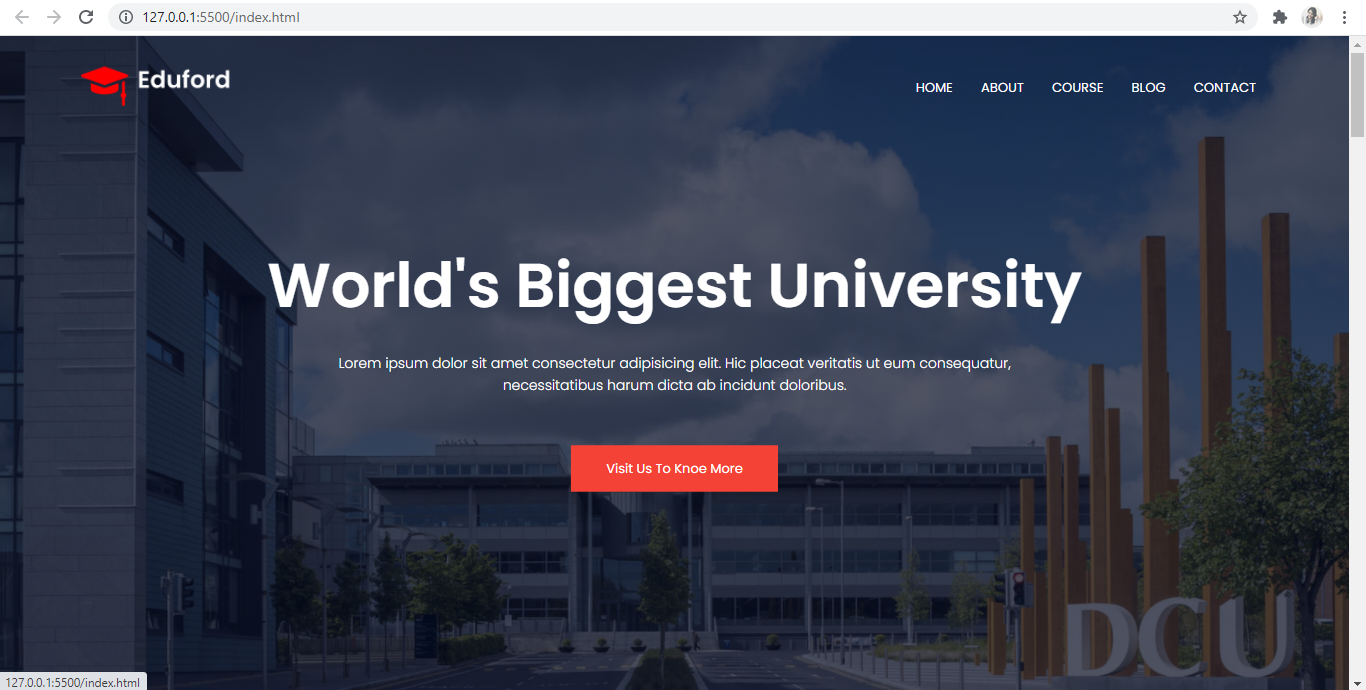 127.0.0.1:5500/index.html
Eduford
HOME ABOUT COURSE BLOG CONTACT
World's Biggest University
Lorem ipsum dolor sit amet consectetur adipisicing elit. Hic placeat veritatis ut eum consequatur,
necessitatibus harum dicta ab incidunt doloribus.
Visit Us To Knoe More
DCU
127.0.0.1:5500/index.html